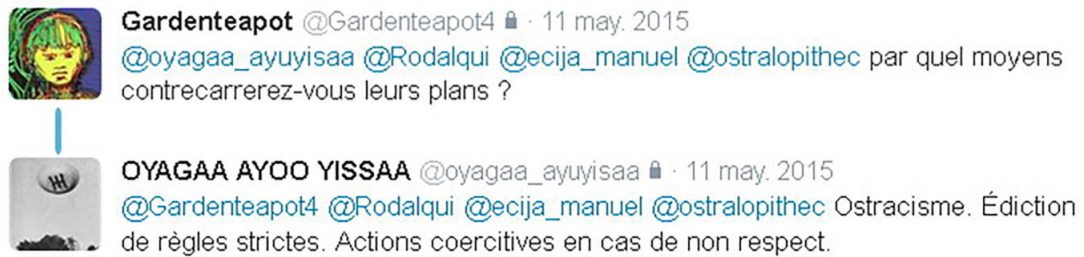 Gardenteapot @Gardenteapot4 · 11 may. 2015
@oyagaa_ayuyisaa @Rodalqui @ecija_manuel @ostralopithec par quel moyens
contrecarrerez-vous leurs plans ?
OYAGAA AYOO YISSAA @oyagaa_ayuyisaa · 11 may. 2015
@Gardenteapot4 @Rodalqui @ecija_manuel @ostralopithec Ostracisme. Édiction
de règles strictes. Actions coercitives en cas de non respect.